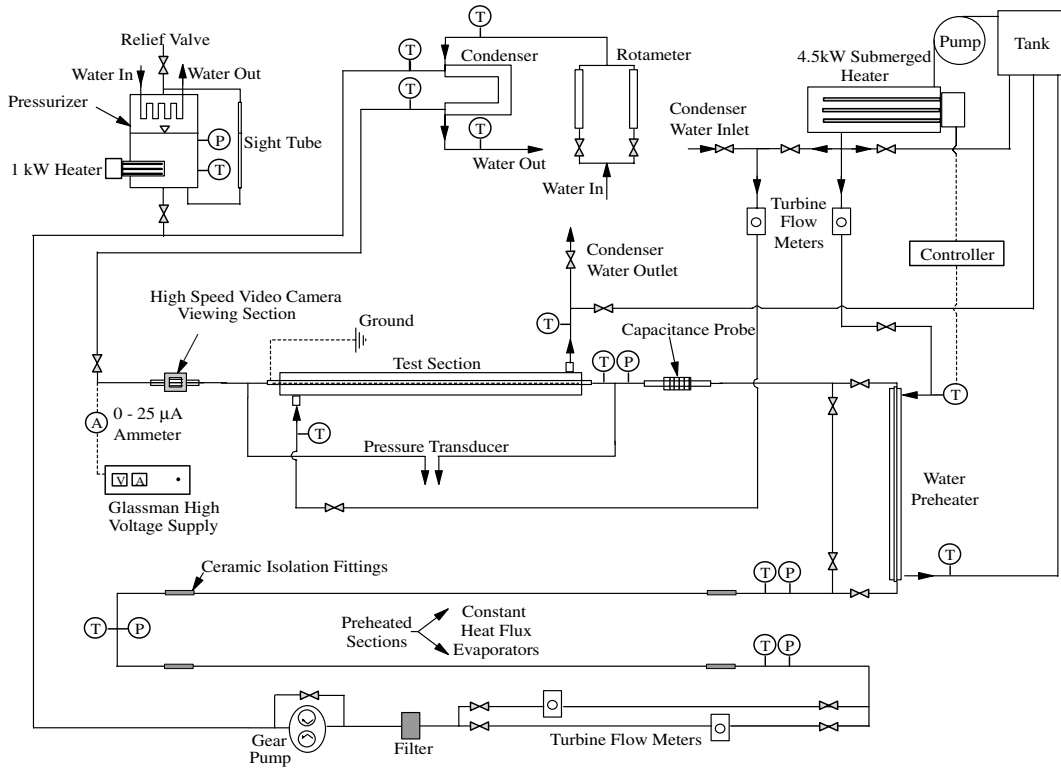 Relief Valve
Water In
Water Out
Pressurizer
P
Sight Tube
T
1 kW Heater
T
T
Condenser
T
T
Water Out
Rotameter
Water In
4.5kW Submerged
Heater
Pump
Tank
Condenser
Water Inlet
Turbine
Flow
Meters
Controller
Condenser
Water Outlet
High Speed Video Camera
Viewing Section
Ground
T
Capacitance Probe
Test Section
T
P
T
A
0 - 25 µA
Ammeter
T
Pressure Transducer
V
A
Glassman High
Voltage Supply
Water
Preheater
Ceramic Isolation Fittings
T
P
T
T
P
Preheated
Sections
Constant
Heat Flux
Evaporators
T
P
Gear
Pump
Filter
Turbine Flow Meters